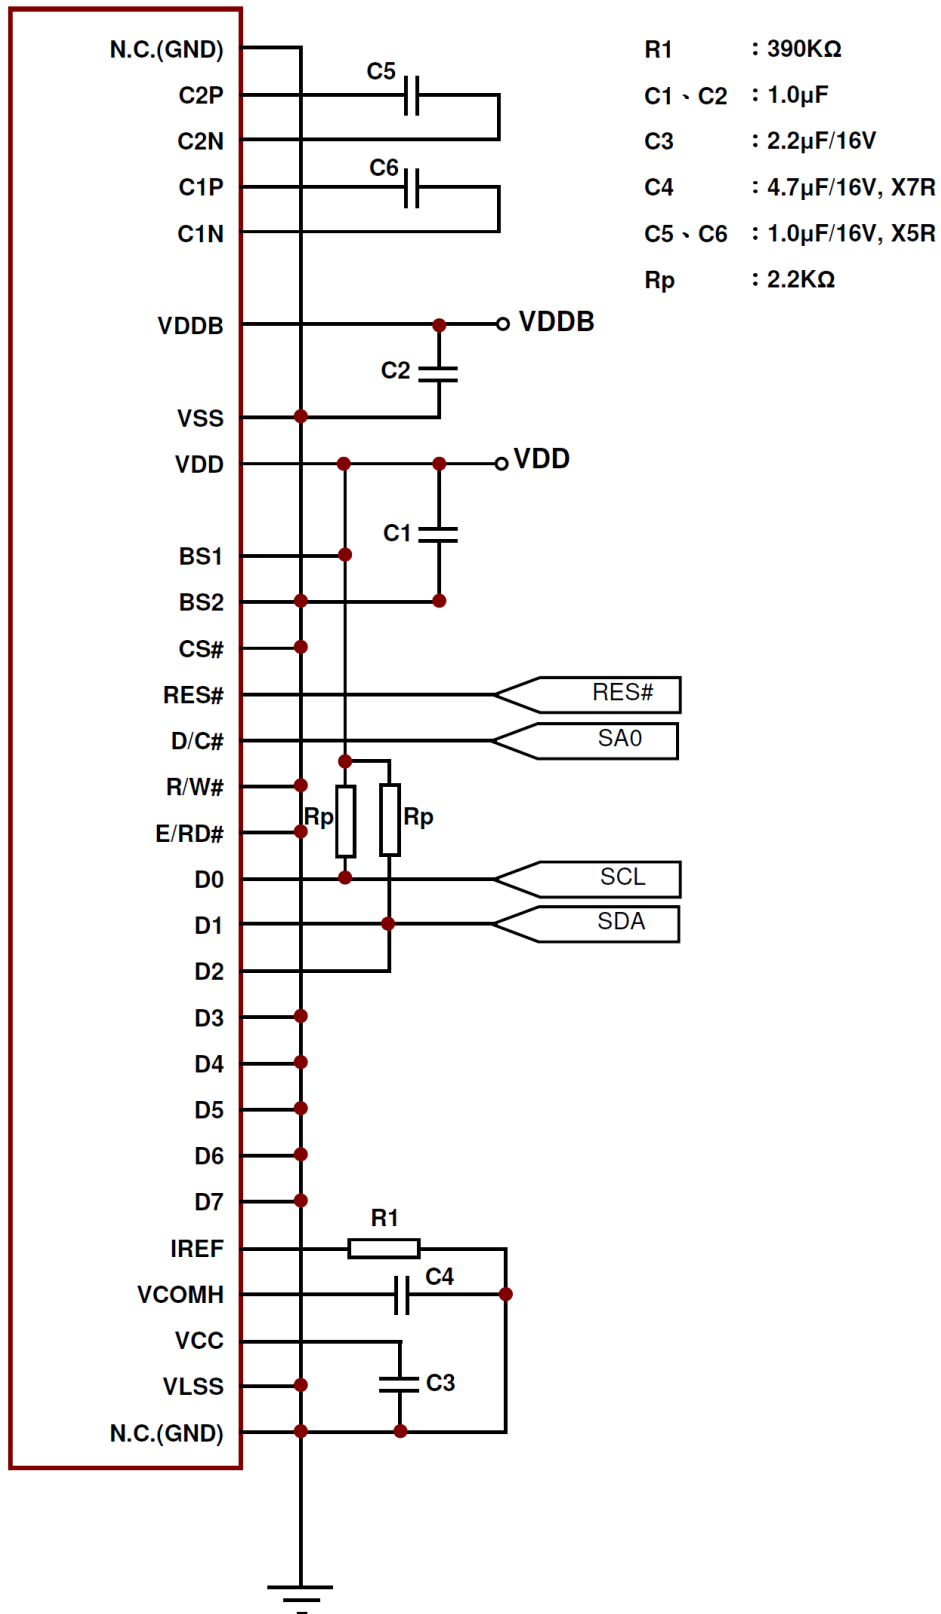 N.C.(GND)
C2P
C2N
C1P
C1N
VDDB
VSS
VDD
BS1
BS2
CS#
RES#
D/C#
R/W#
E/RD#
D0
D1
D2
D3
D4
D5
D6
D7
IREF
VCOMH
VCC
VLSS
N.C.(GND)
C5
C6
VDDB
C2
VDD
C1
RES#
SA0
Rp
Rp
SCL
SDA
R1
C4
C3
R1 : 390KΩ
C1、C2 : 1.0μF
C3 : 2.2μF/16V
C4 : 4.7μF/16V, X7R
C5、C6 : 1.0μF/16V, X5R
Rp : 2.2KΩ